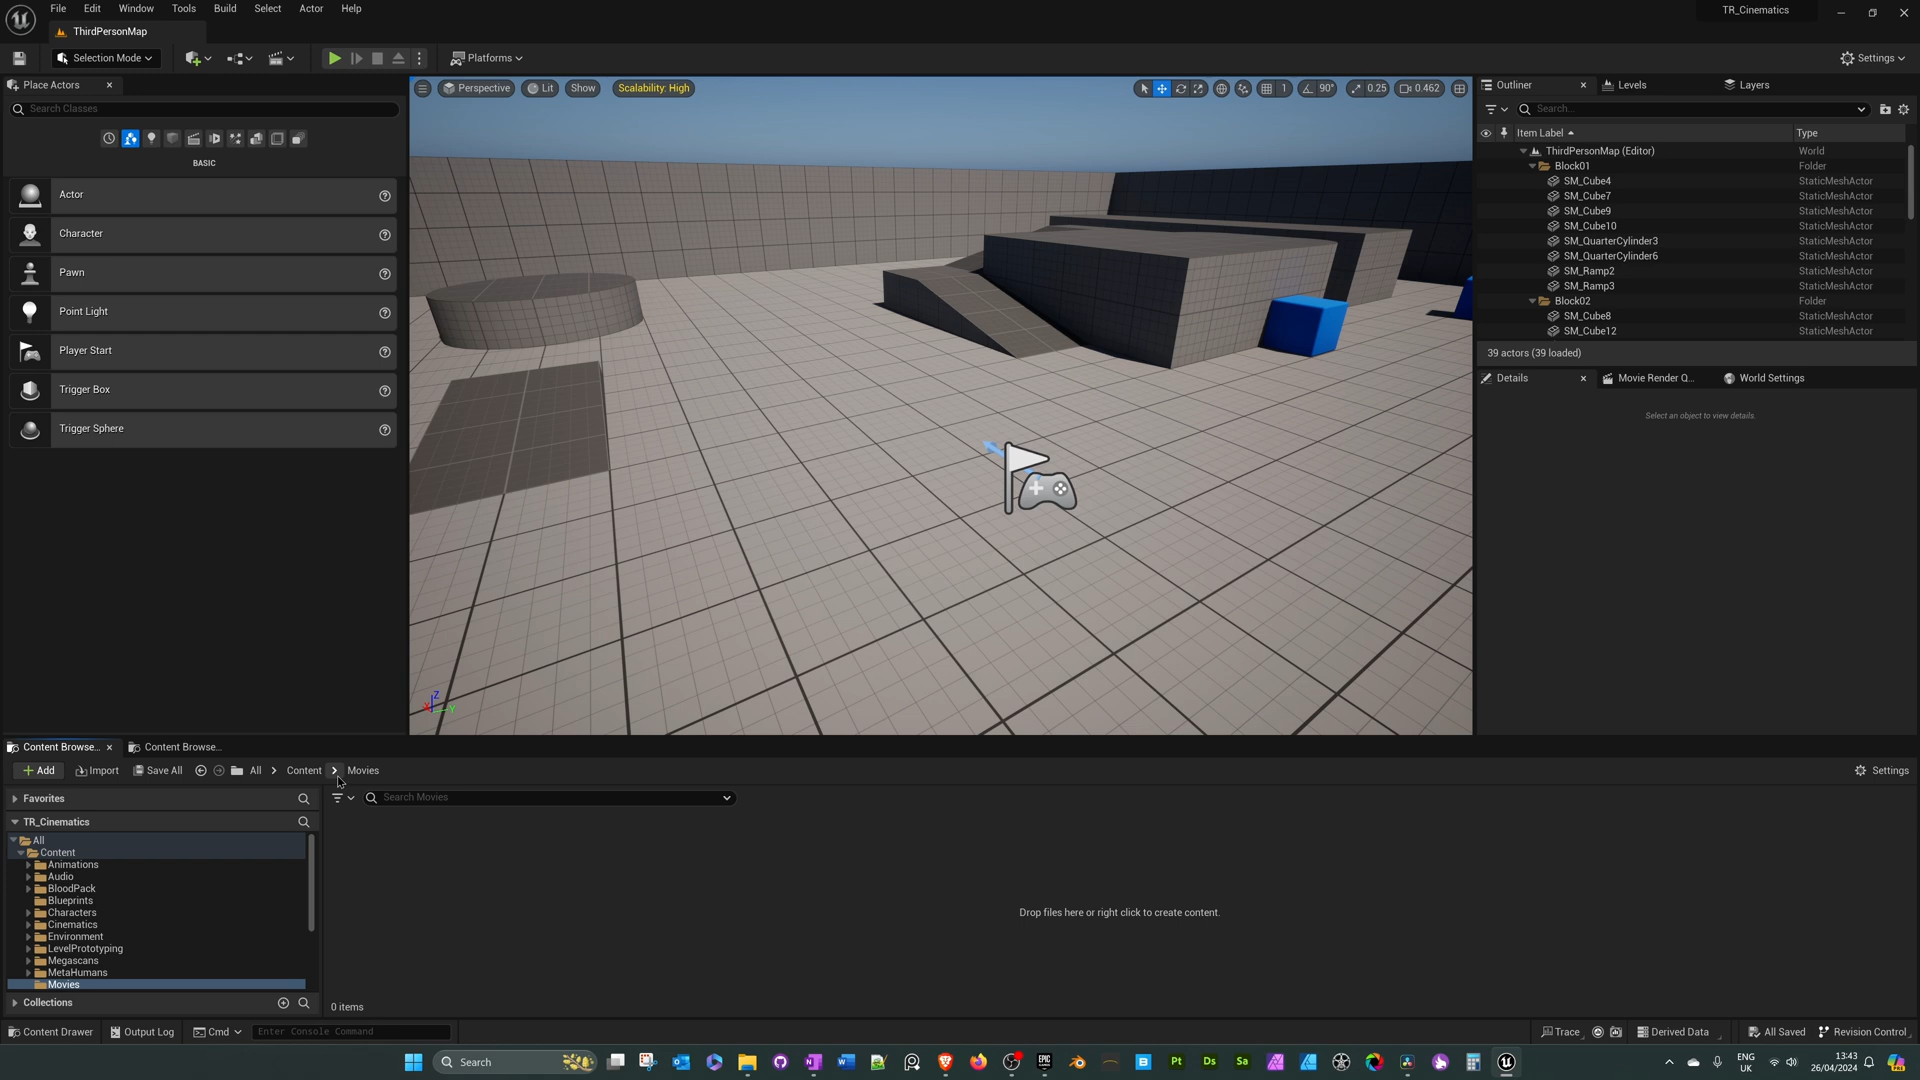 File Edit Window Tools Build Select Actor Help
TR_Cinematics
ThirdPersonMap
Selection Mode
Platforms
Settings
Place Actors
Search Classes
BASIC
Actor
Character
Pawn
Point Light
Player Start
Trigger Box
Trigger Sphere
Perspective Lit Show Scalability: High
1 90° 0.25 0.462
Z
X Y
Outliner Levels Layers
Search...
Item Label Type
ThirdPersonMap (Editor) World
Block01 Folder
SM_Cube4 StaticMeshActor
SM_Cube7 StaticMeshActor
SM_Cube9 StaticMeshActor
SM_Cube10 StaticMeshActor
SM_QuarterCylinder3 StaticMeshActor
SM_QuarterCylinder6 StaticMeshActor
SM_Ramp2 StaticMeshActor
SM_Ramp3 StaticMeshActor
Block02 Folder
SM_Cube8 StaticMeshActor
SM_Cube12 StaticMeshActor
39 actors (39 loaded)
Details Movie Render Q... World Settings
Select an object to view details.
Content Browse... Content Browse...
Add Import Save All All Content Movies
Settings
Favorites
Search Movies
TR_Cinematics
All
Content
Animations
Audio
BloodPack
Blueprints
Characters
Cinematics
Environment
LevelPrototyping
Megascans
MetaHumans
Movies
Drop files here or right click to create content.
Collections
0 items
Content Drawer Output Log Cmd Enter Console Command
Trace Derived Data All Saved Revision Control
Search
Pt Ds Sa
ENG
UK
13:43
26/04/2024